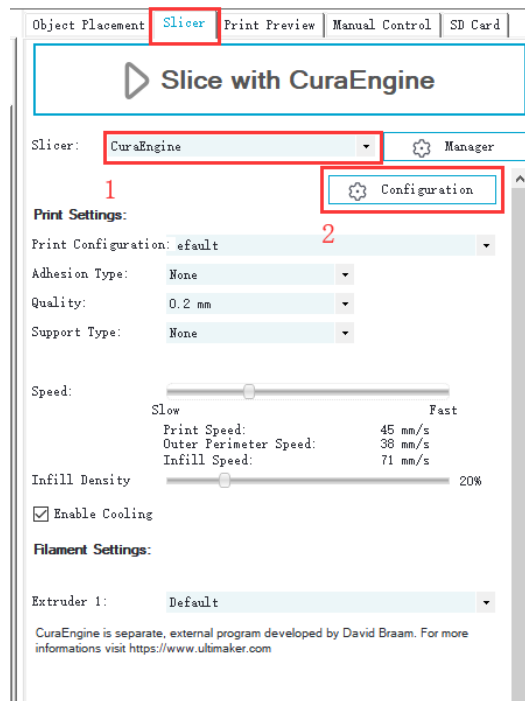 Object Placement Slicer Print Preview Manual Control SD Card
Slice with CuraEngine
Slicer: CuraEngine Manager
1 Configuration
Print Settings: 2
Print Configuration: efault
Adhesion Type: None
Quality: 0.2 mm
Support Type: None
Speed:
Slow Fast
Print Speed: 45 mm/s
Outer Perimeter Speed: 38 mm/s
Infill Speed: 71 mm/s
Infill Density 20%
Enable Cooling
Filament Settings:
Extruder 1: Default
CuraEngine is separate, external program developed by David Braam. For more
informations visit https://www.ultimaker.com